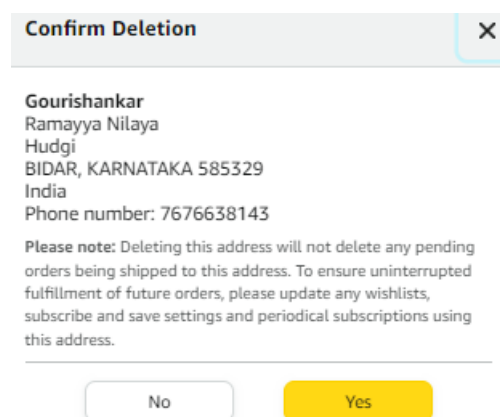 Confirm Deletion
Gourishankar
Ramayya Nilaya
Hudgi
BIDAR, KARNATAKA 585329
India
Phone number: 7676638143
Please note: Deleting this address will not delete any pending
orders being shipped to this address. To ensure uninterrupted
fulfillment of future orders, please update any wishlists,
subscribe and save settings and periodical subscriptions using
this address.
No
Yes